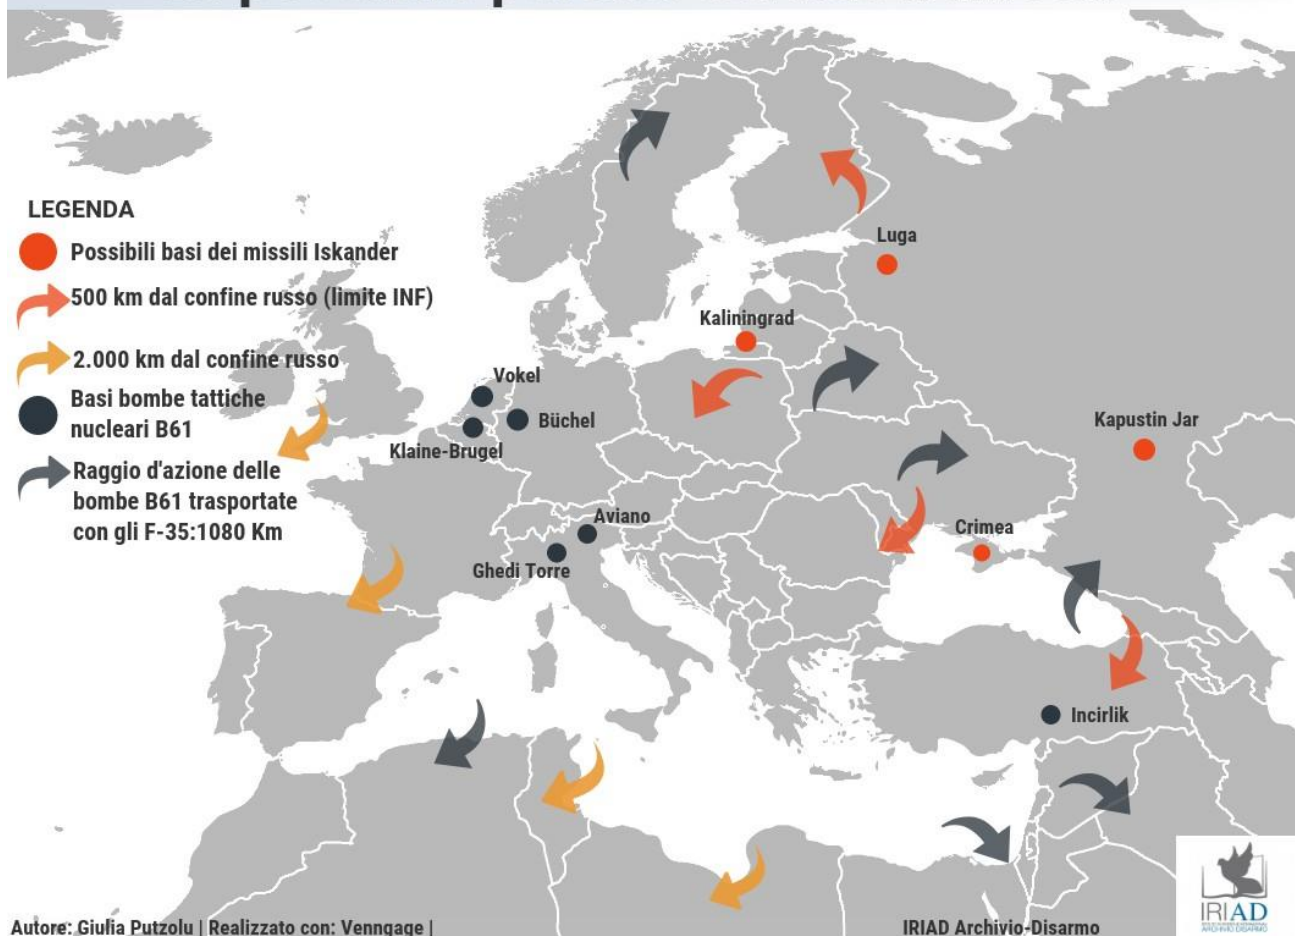 LEGENDA
Possibili basi dei missili Iskander
500 km dal confine russo (limite INF)
2.000 km dal confine russo
Basi bombe tattiche
nucleari B61
Raggio d'azione delle
bombe B61 trasportate
con gli F-35:1080 Km
Luga
Kaliningrad
Vokel
Büchel
Klaine-Brugel
Kapustin Jar
Aviano
Crimea
Ghedi Torre
Incirlik
Autore: Giulia Putzolu | Realizzato con: Venngage |
IRIAD Archivio-Disarmo
IRIAD
ARCHIVIO DISARMO